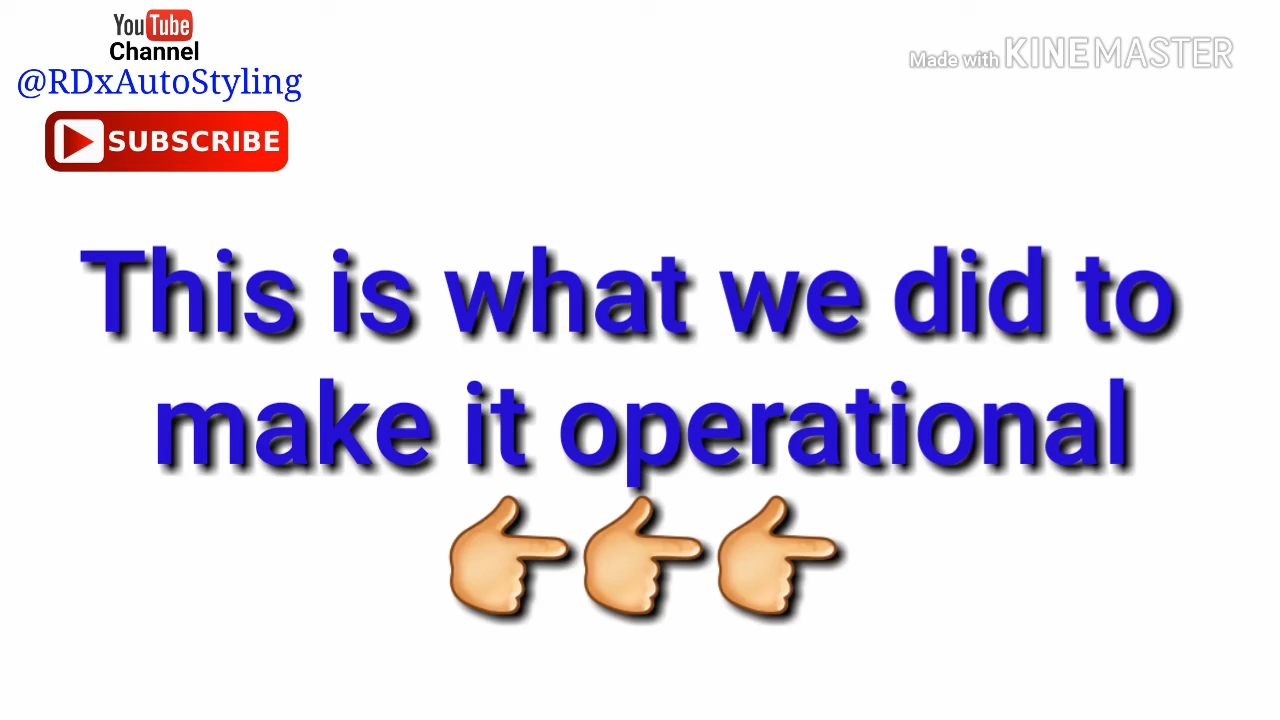 YouTube
Channel
@RDxAutoStyling
SUBSCRIBE
Made with KINEMASTER
This is what we did to
make it operational
👉👉👉